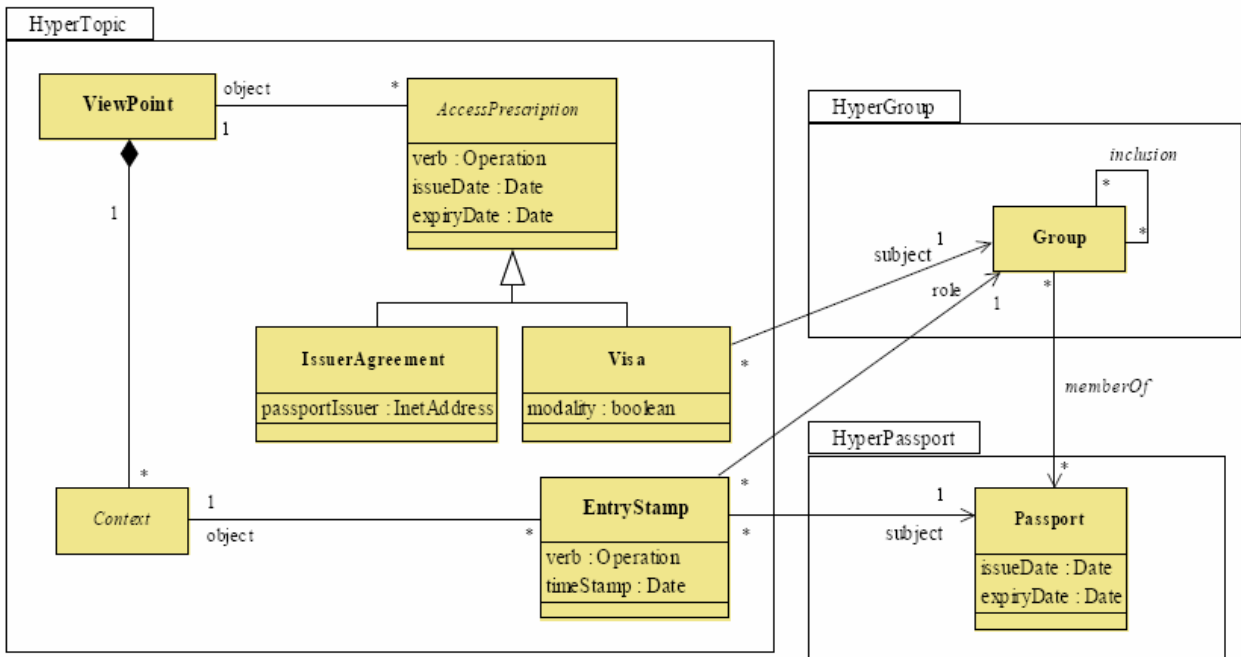 HyperTopic
ViewPoint
object
*
1
AccessPrescription
verb : Operation
issueDate : Date
expiryDate : Date
1
IssuerAgreement
passportIssuer : InetAddress
Visa
modality : boolean
*
*
Context
1
object
*
EntryStamp
verb : Operation
timeStamp : Date
*
*
HyperGroup
inclusion
*
*
Group
1
subject
role
1
*
memberOf
HyperPassport
*
1
subject
Passport
issueDate : Date
expiryDate : Date